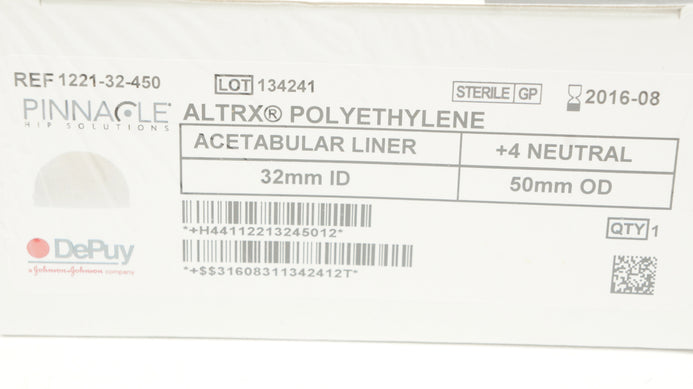 REF 1221-32-450 LOT 134241 STERILE GP 2016-08
PINNACLE
HIP SOLUTIONS
ALTRX® POLYETHYLENE
ACETABULAR LINER +4 NEUTRAL
32mm ID 50mm OD
*+H44112213245012*
QTY 1
DePuy
a Johnson & Johnson company
*+$$31608311342412T*